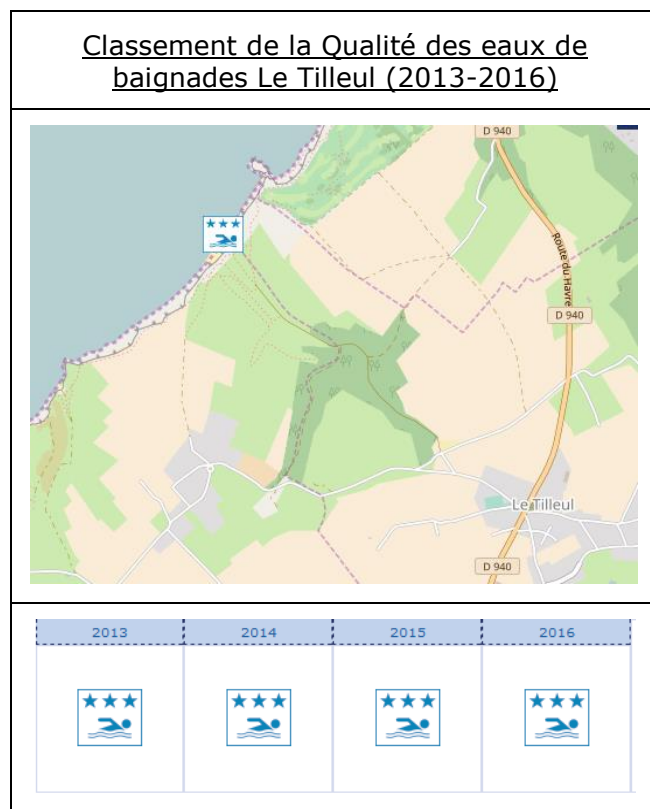 Classement de la Qualité des eaux de
baignades Le Tilleul (2013-2016)
D 940
Route du Havre
D 940
Le Tilleul
D 940
2013 2014 2015 2016